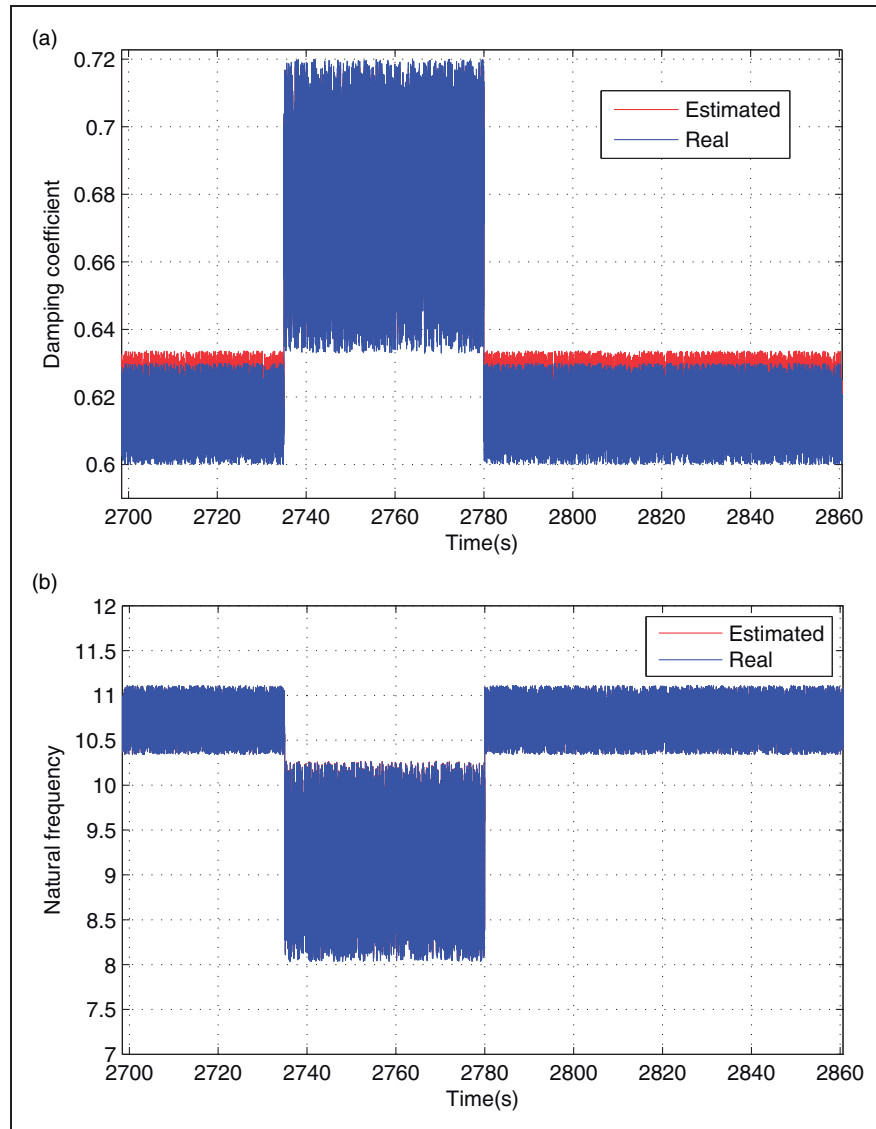 (a)
0.72
0.7
0.68
0.66
0.64
0.62
0.6
Damping coefficient
Estimated
Real
2700 2720 2740 2760 2780 2800 2820 2840 2860
Time(s)
(b)
12
11.5
11
10.5
10
9.5
9
8.5
8
7.5
7
Natural frequency
Estimated
Real
2700 2720 2740 2760 2780 2800 2820 2840 2860
Time(s)